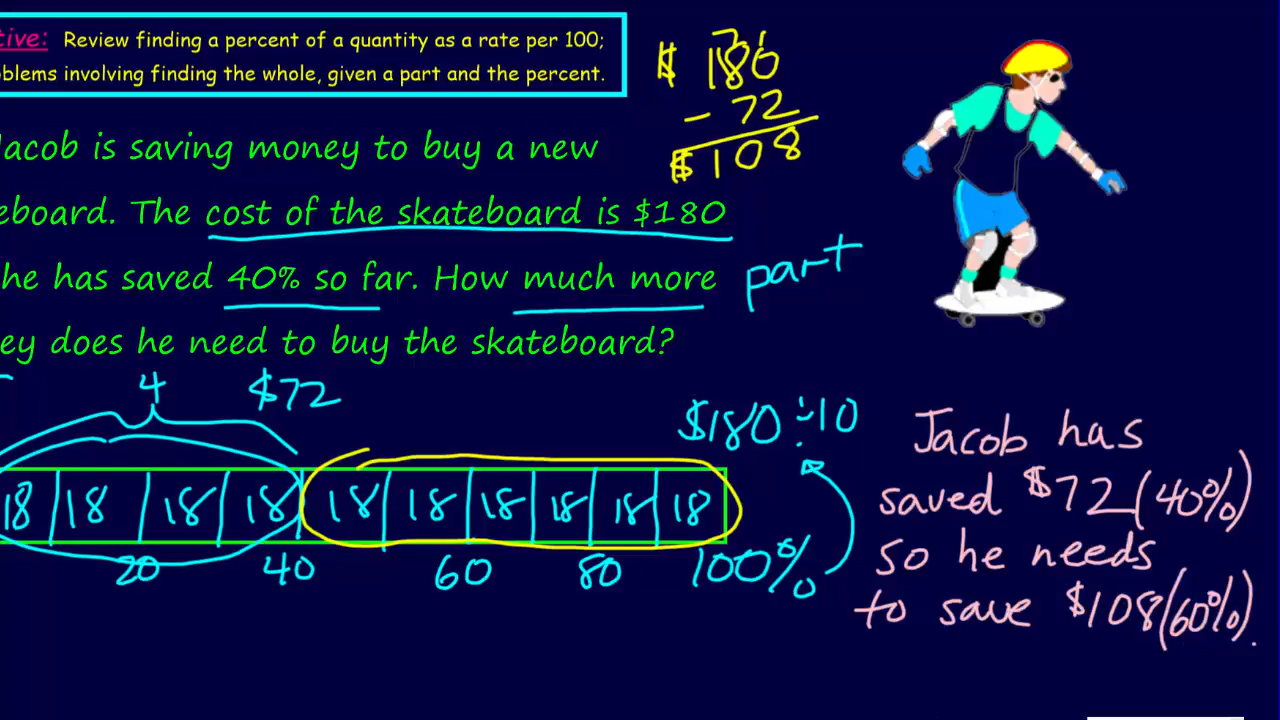 tive: Review finding a percent of a quantity as a rate per 100;
oblems involving finding the whole, given a part and the percent.
Jacob is saving money to buy a new
eboard. The cost of the skateboard is $180
he has saved 40% so far. How much more
ey does he need to buy the skateboard?
$ 180
- 72
$ 108
part
4 $72
$180 ÷10
18 18 18 18 18 18 18 18 18 18
20 40 60 80 100%
Jacob has
saved $72 (40%)
so he needs
to save $108 (60%).